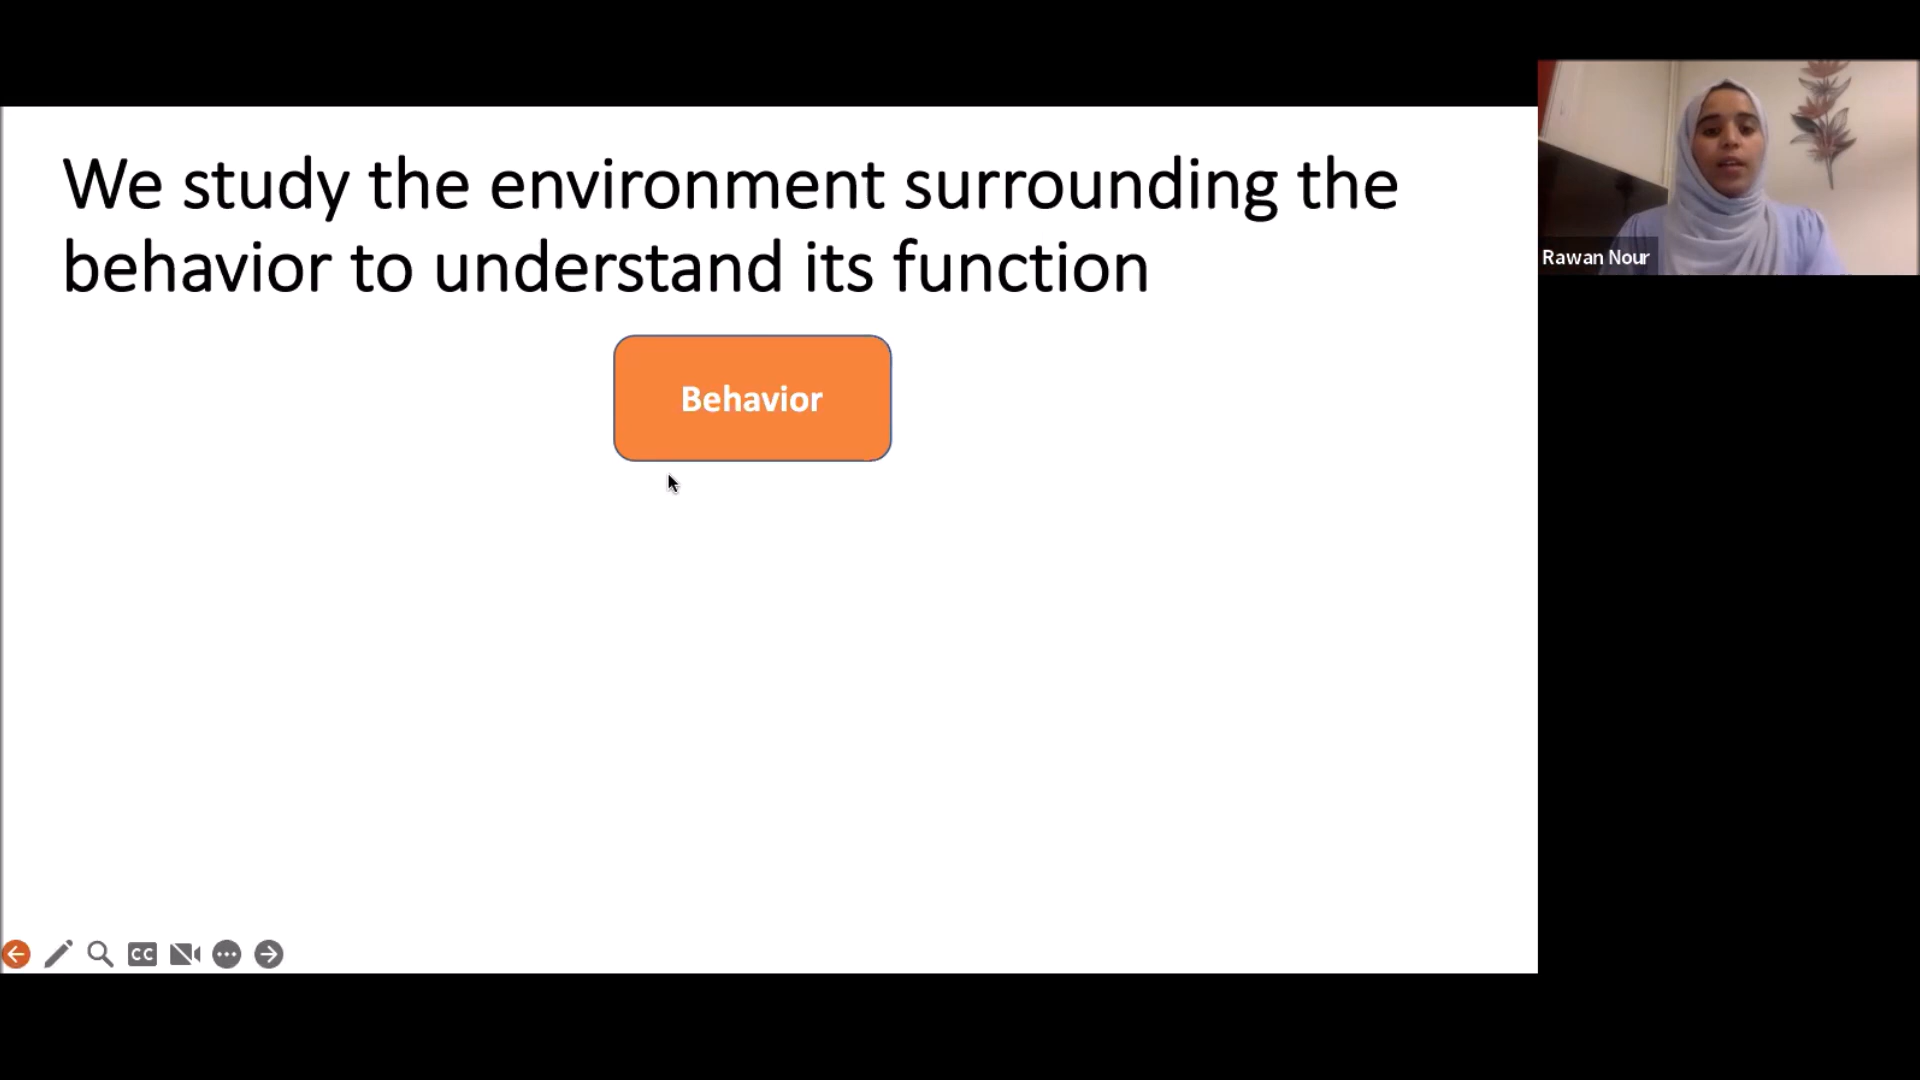 We study the environment surrounding the
behavior to understand its function
Behavior
Rawan Nour
CC